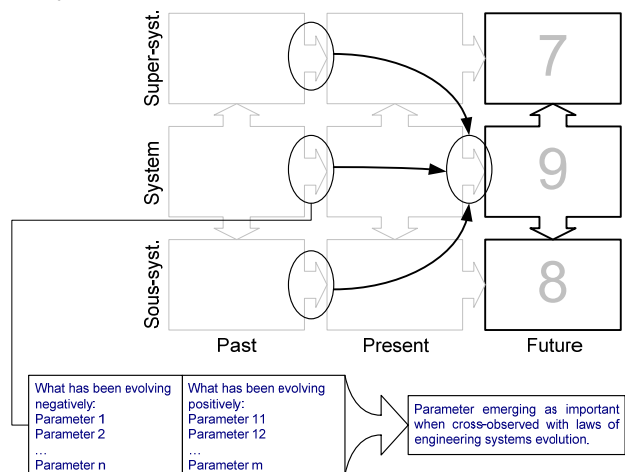 Super-syst.
7
System
9
Sous-syst.
8
Past
Present
Future
What has been evolving
negatively:
Parameter 1
Parameter 2
...
Parameter n
What has been evolving
positively:
Parameter 11
Parameter 12
...
Parameter m
Parameter emerging as important
when cross-observed with laws of
engineering systems evolution.